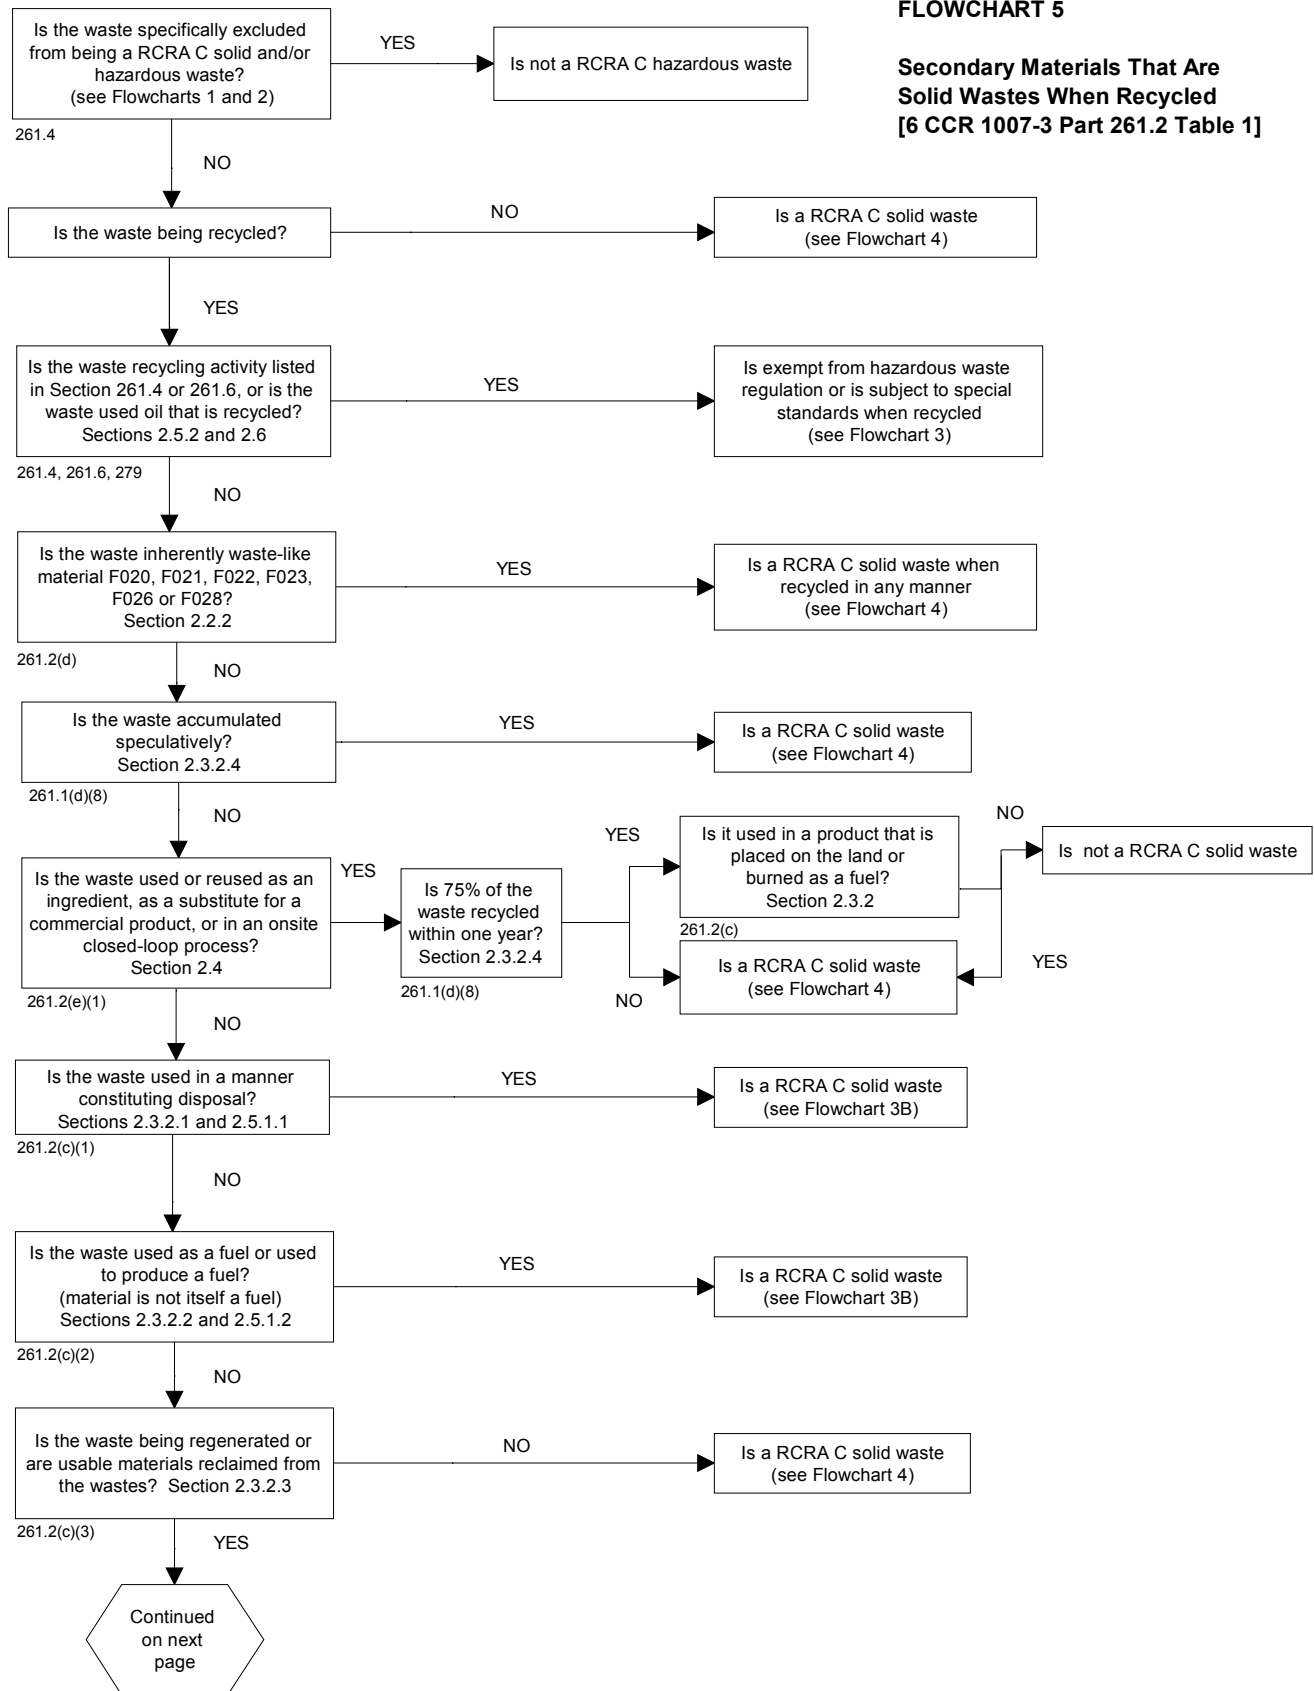 FLOWCHART 5
Secondary Materials That Are
Solid Wastes When Recycled
[6 CCR 1007-3 Part 261.2 Table 1]
Is the waste specifically excluded
from being a RCRA C solid and/or
hazardous waste?
(see Flowcharts 1 and 2)
YES
Is not a RCRA C hazardous waste
261.4
NO
Is the waste being recycled?
NO
Is a RCRA C solid waste
(see Flowchart 4)
YES
Is the waste recycling activity listed
in Section 261.4 or 261.6, or is the
waste used oil that is recycled?
Sections 2.5.2 and 2.6
YES
Is exempt from hazardous waste
regulation or is subject to special
standards when recycled
(see Flowchart 3)
261.4, 261.6, 279
NO
Is the waste inherently waste-like
material F020, F021, F022, F023,
F026 or F028?
Section 2.2.2
YES
Is a RCRA C solid waste when
recycled in any manner
(see Flowchart 4)
261.2(d)
NO
Is the waste accumulated
speculatively?
Section 2.3.2.4
YES
Is a RCRA C solid waste
(see Flowchart 4)
261.1(d)(8)
NO
Is the waste used or reused as an
ingredient, as a substitute for a
commercial product, or in an onsite
closed-loop process?
Section 2.4
YES
Is 75% of the
waste recycled
within one year?
Section 2.3.2.4
261.1(d)(8)
YES
Is it used in a product that is
placed on the land or
burned as a fuel?
Section 2.3.2
261.2(c)
NO
Is not a RCRA C solid waste
NO
Is a RCRA C solid waste
(see Flowchart 4)
YES
261.2(e)(1)
NO
Is the waste used in a manner
constituting disposal?
Sections 2.3.2.1 and 2.5.1.1
YES
Is a RCRA C solid waste
(see Flowchart 3B)
261.2(c)(1)
NO
Is the waste used as a fuel or used
to produce a fuel?
(material is not itself a fuel)
Sections 2.3.2.2 and 2.5.1.2
YES
Is a RCRA C solid waste
(see Flowchart 3B)
261.2(c)(2)
NO
Is the waste being regenerated or
are usable materials reclaimed from
the wastes? Section 2.3.2.3
NO
Is a RCRA C solid waste
(see Flowchart 4)
261.2(c)(3)
YES
Continued
on next
page